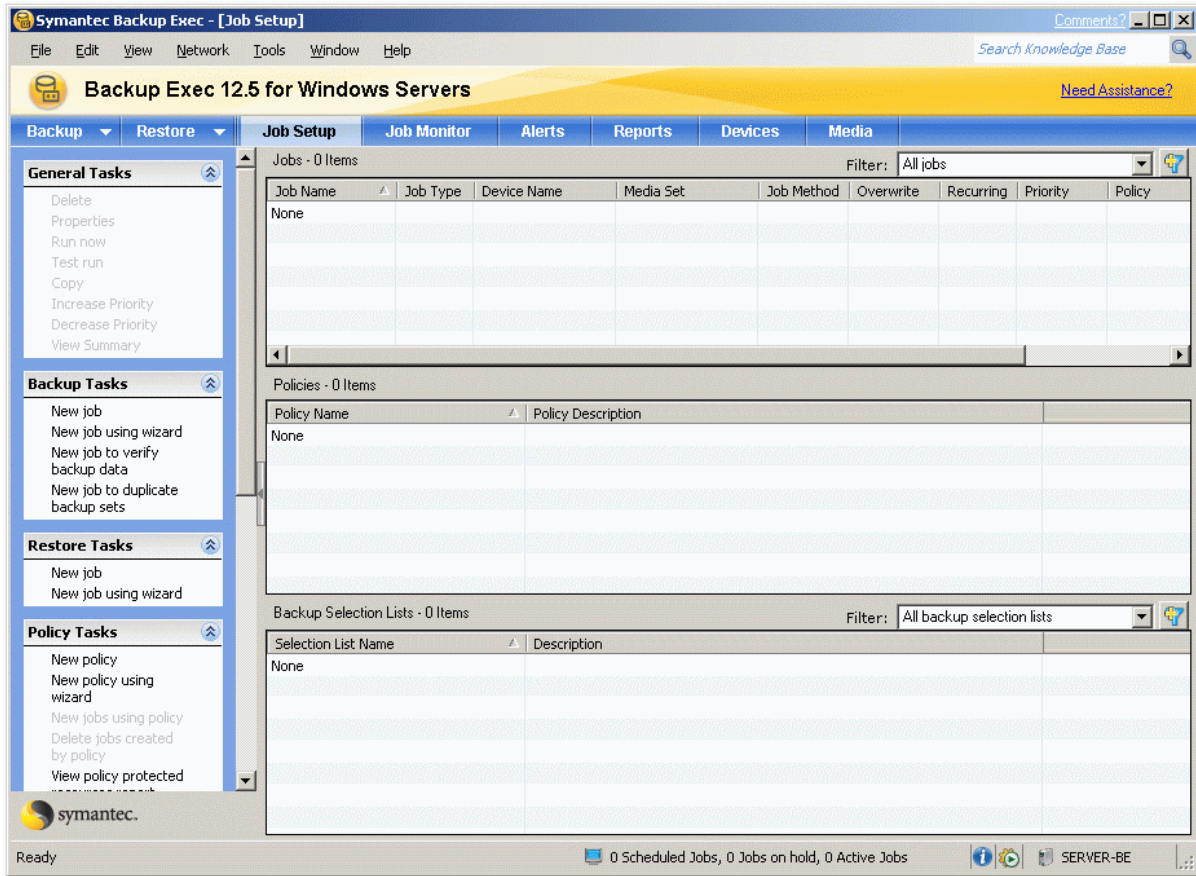 Symantec Backup Exec - [Job Setup]
Comments?
File Edit View Network Tools Window Help
Search Knowledge Base
Backup Exec 12.5 for Windows Servers
Need Assistance?
Backup Restore Job Setup Job Monitor Alerts Reports Devices Media
General Tasks
Delete
Properties
Run now
Test run
Copy
Increase Priority
Decrease Priority
View Summary
Backup Tasks
New job
New job using wizard
New job to verify
backup data
New job to duplicate
backup sets
Restore Tasks
New job
New job using wizard
Policy Tasks
New policy
New policy using
wizard
New jobs using policy
Delete jobs created
by policy
View policy protected
symantec.
Jobs - 0 Items
Filter: All jobs
Job Name Job Type Device Name Media Set Job Method Overwrite Recurring Priority Policy
None
Policies - 0 Items
Policy Name Policy Description
None
Backup Selection Lists - 0 Items
Filter: All backup selection lists
Selection List Name Description
None
Ready
0 Scheduled Jobs, 0 Jobs on hold, 0 Active Jobs
SERVER-BE